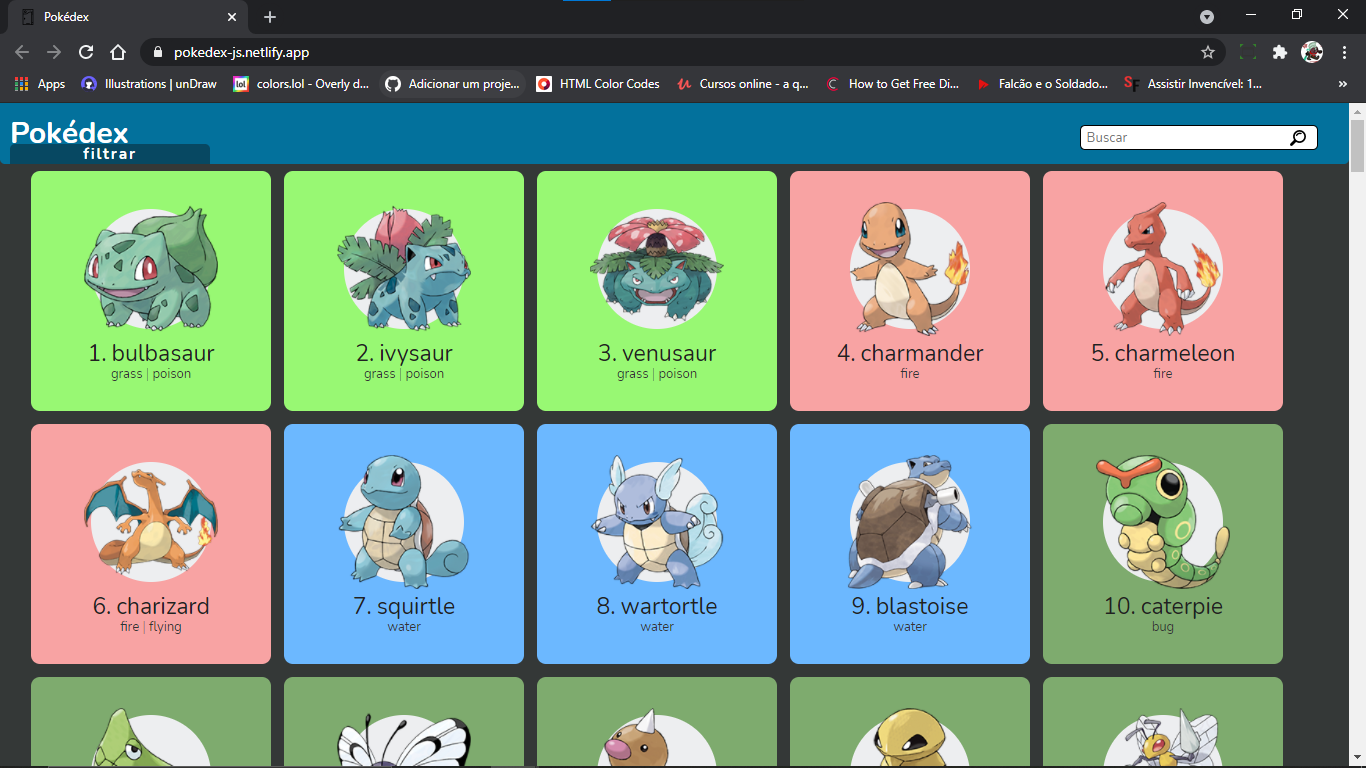 Pokédex
pokedex-js.netlify.app
Apps
Illustrations | unDraw
lol
colors.lol - Overly d...
Adicionar um proje...
HTML Color Codes
Cursos online - a q...
How to Get Free Di...
Falcão e o Soldado...
SF
Assistir Invencível: 1...
Pokédex
filtrar
Buscar
1. bulbasaur
grass | poison
2. ivysaur
grass | poison
3. venusaur
grass | poison
4. charmander
fire
5. charmeleon
fire
6. charizard
fire | flying
7. squirtle
water
8. wartortle
water
9. blastoise
water
10. caterpie
bug